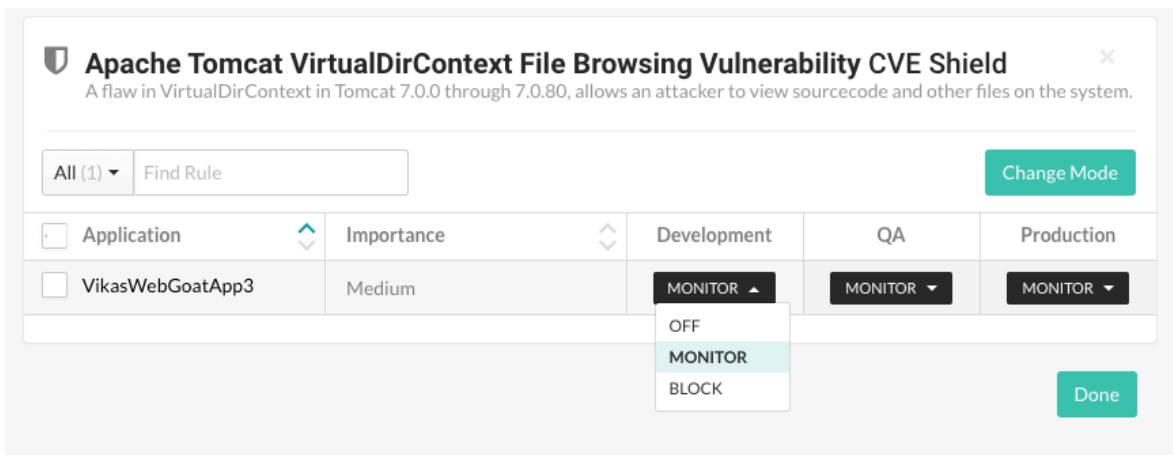 Apache Tomcat VirtualDirContext File Browsing Vulnerability CVE Shield
A flaw in VirtualDirContext in Tomcat 7.0.0 through 7.0.80, allows an attacker to view sourcecode and other files on the system.
All (1) Find Rule Change Mode
Application Importance Development QA Production
VikasWebGoatApp3 Medium MONITOR MONITOR MONITOR
OFF
MONITOR
BLOCK
Done